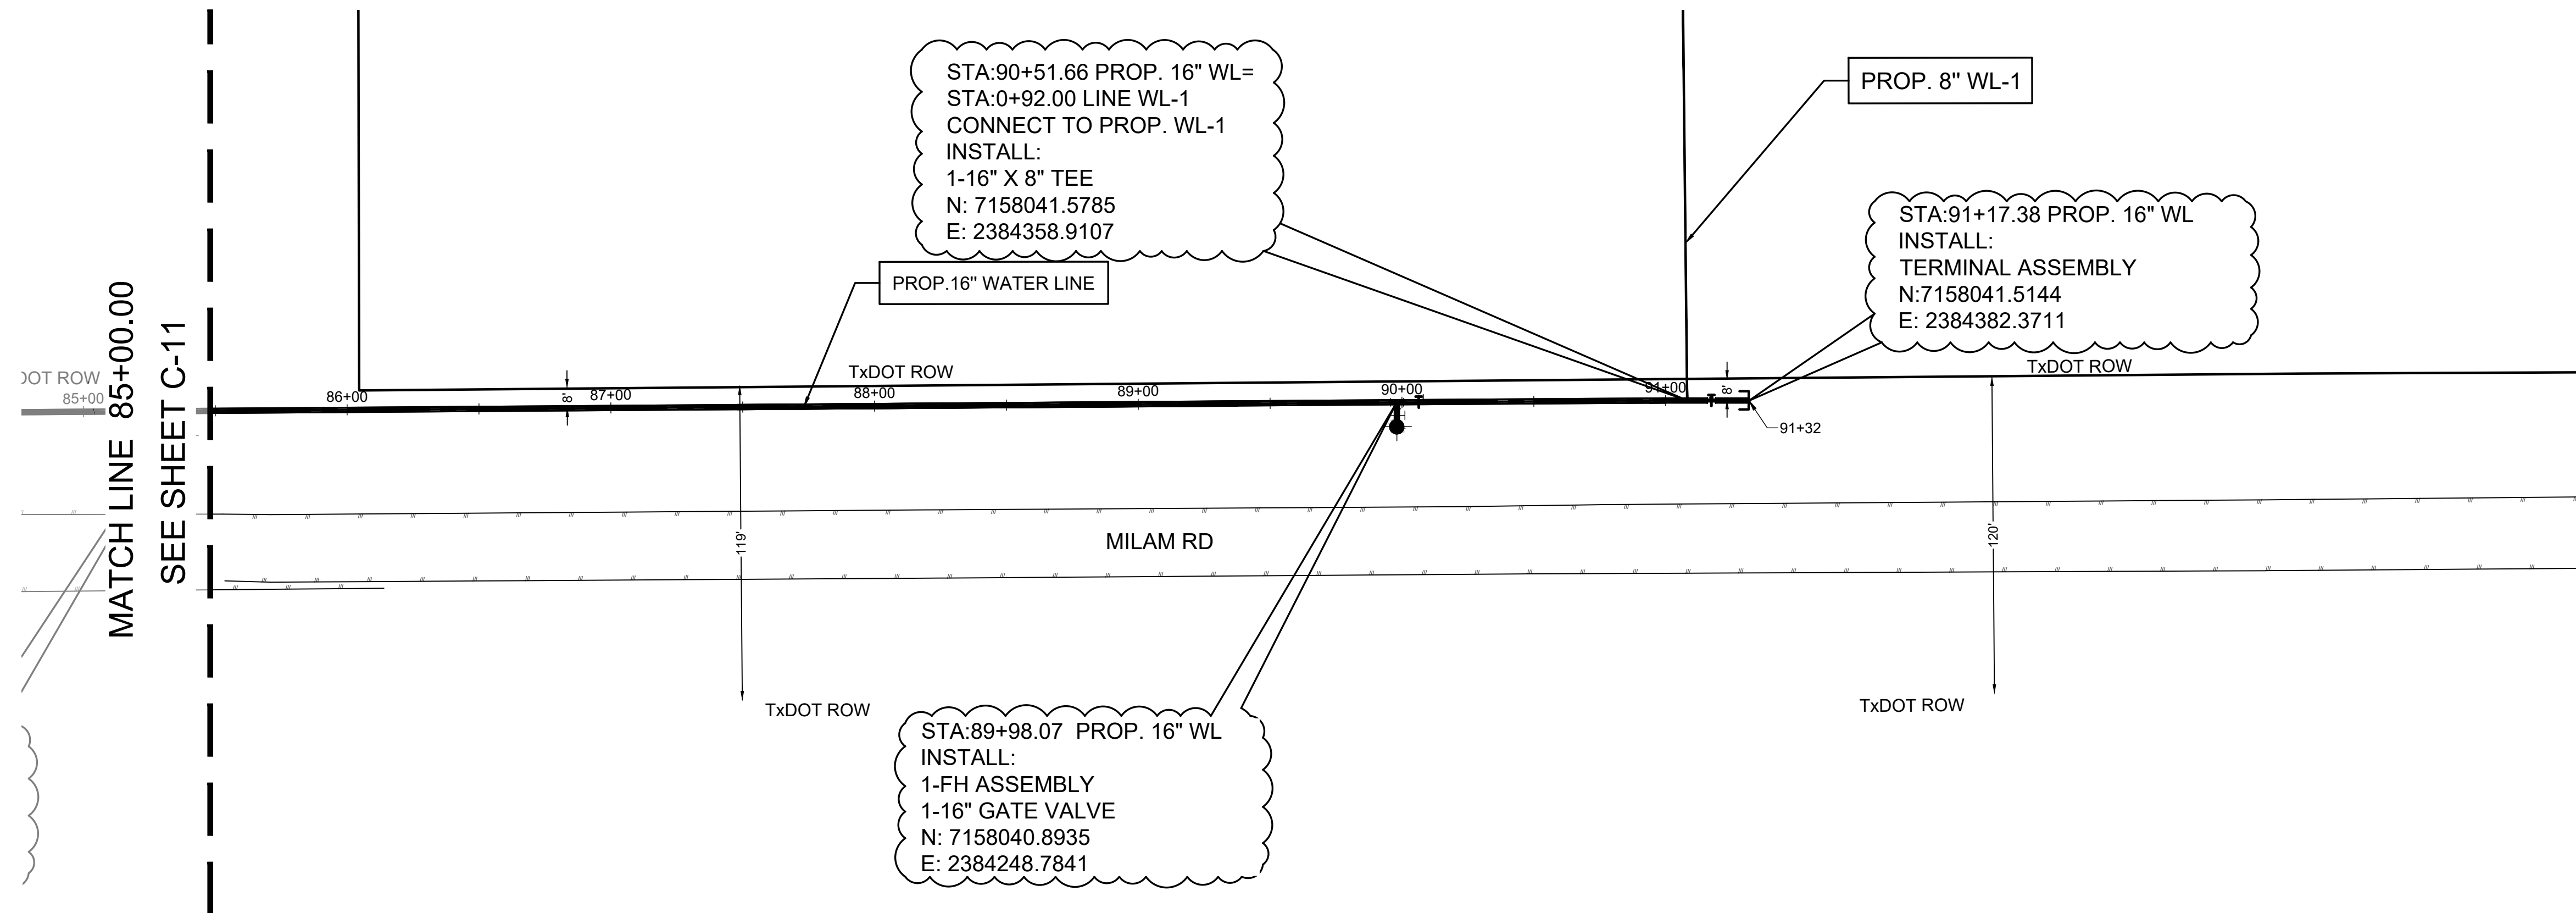 STA:90+51.66 PROP. 16" WL=
STA:0+92.00 LINE WL-1
CONNECT TO PROP. WL-1
INSTALL:
1-16" X 8" TEE
N: 7158041.5785
E: 2384358.9107
PROP. 8" WL-1
STA:91+17.38 PROP. 16" WL
INSTALL:
TERMINAL ASSEMBLY
N:7158041.5144
E: 2384382.3711
PROP.16" WATER LINE
MATCH LINE 85+00.00
SEE SHEET C-11
OOT ROW
85+00
TxDOT ROW
TxDOT ROW
86+00
87+00
88+00
89+00
90+00
91+00
8'
8'
91+32
119'
MILAM RD
120'
TxDOT ROW
TxDOT ROW
STA:89+98.07 PROP. 16" WL
INSTALL:
1-FH ASSEMBLY
1-16" GATE VALVE
N: 7158040.8935
E: 2384248.7841